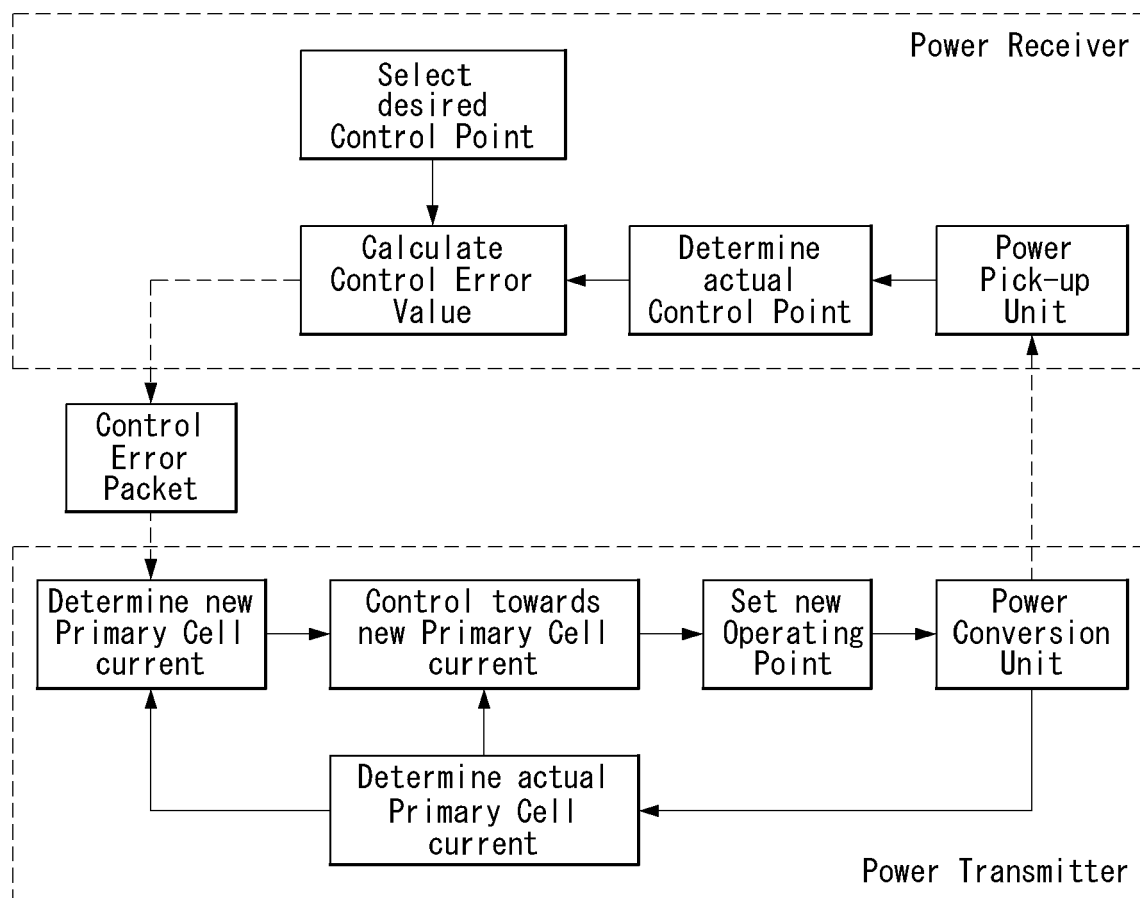 Power Receiver
Select
desired
Control Point
Calculate
Control Error
Value
Determine
actual
Control Point
Power
Pick-up
Unit
Control
Error
Packet
Determine new
Primary Cell
current
Control towards
new Primary Cell
current
Set new
Operating
Point
Power
Conversion
Unit
Determine actual
Primary Cell
current
Power Transmitter